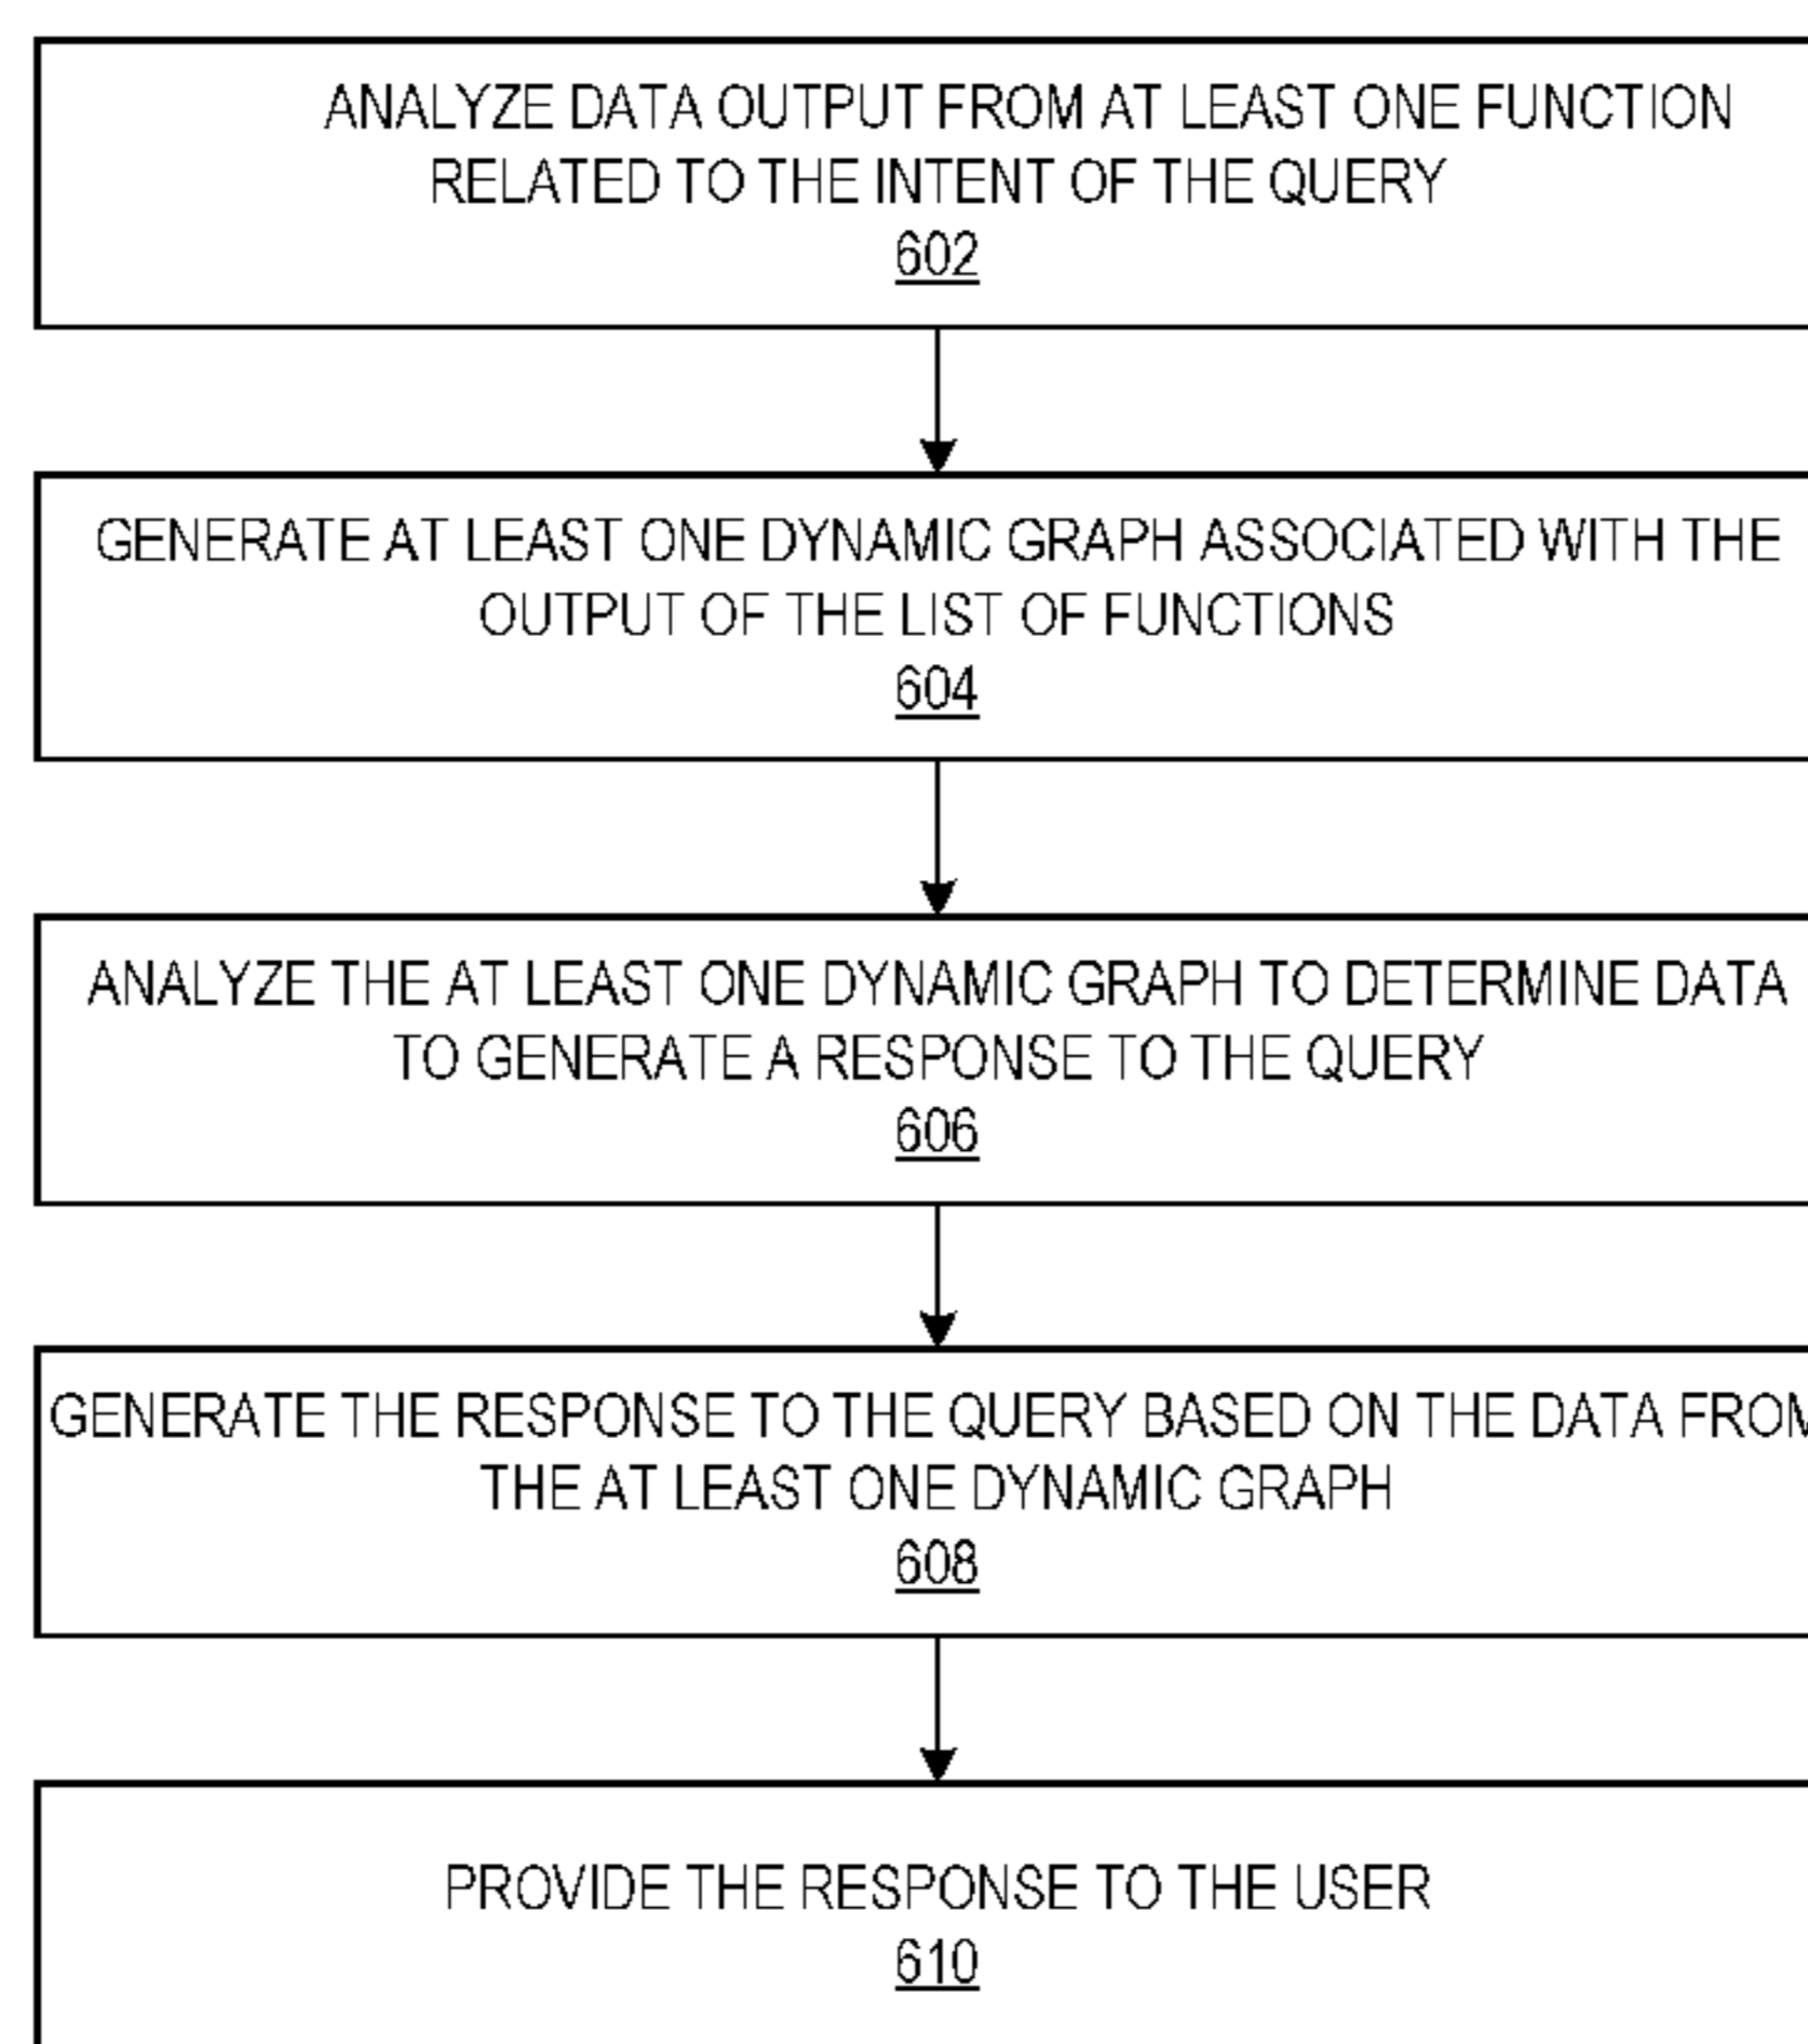 ANALYZE DATA OUTPUT FROM AT LEAST ONE FUNCTION
RELATED TO THE INTENT OF THE QUERY
602
GENERATE AT LEAST ONE DYNAMIC GRAPH ASSOCIATED WITH THE
OUTPUT OF THE LIST OF FUNCTIONS
604
ANALYZE THE AT LEAST ONE DYNAMIC GRAPH TO DETERMINE DATA
TO GENERATE A RESPONSE TO THE QUERY
606
GENERATE THE RESPONSE TO THE QUERY BASED ON THE DATA FROM
THE AT LEAST ONE DYNAMIC GRAPH
608
PROVIDE THE RESPONSE TO THE USER
610